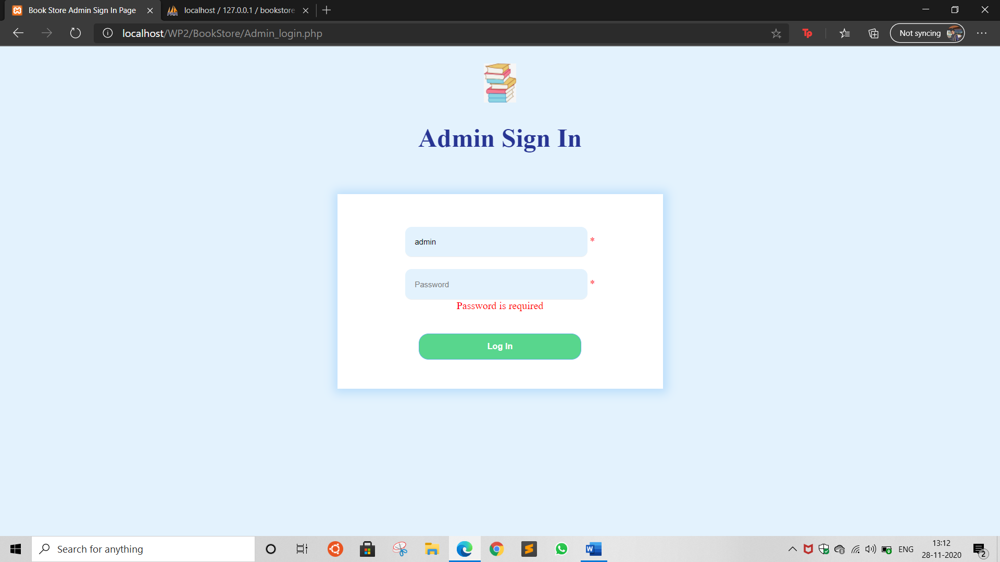 Book Store Admin Sign In Page
localhost / 127.0.0.1 / bookstore
localhost/WP2/BookStore/Admin_login.php
Tp
Not syncing
Admin Sign In
admin
*
Password
*
Password is required
Log In
Search for anything
W
ENG
13:12
28-11-2020
2